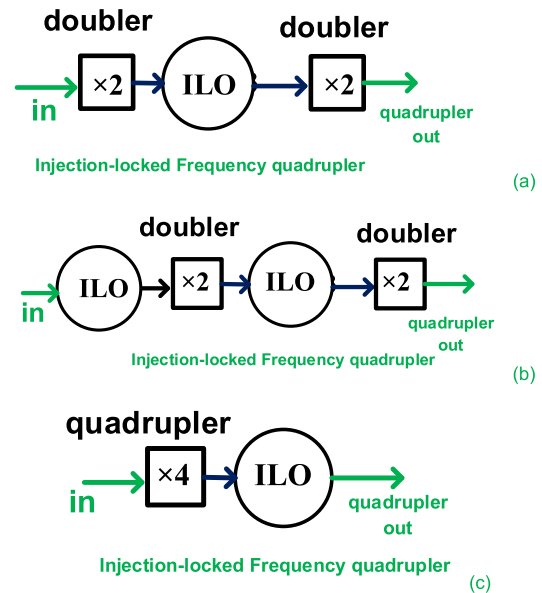 doubler
doubler
×2
ILO
×2
in
quadrupler
out
Injection-locked Frequency quadrupler
(a)
doubler
doubler
ILO
×2
ILO
×2
in
quadrupler
out
Injection-locked Frequency quadrupler
(b)
quadrupler
×4
ILO
in
quadrupler
out
Injection-locked Frequency quadrupler
(c)